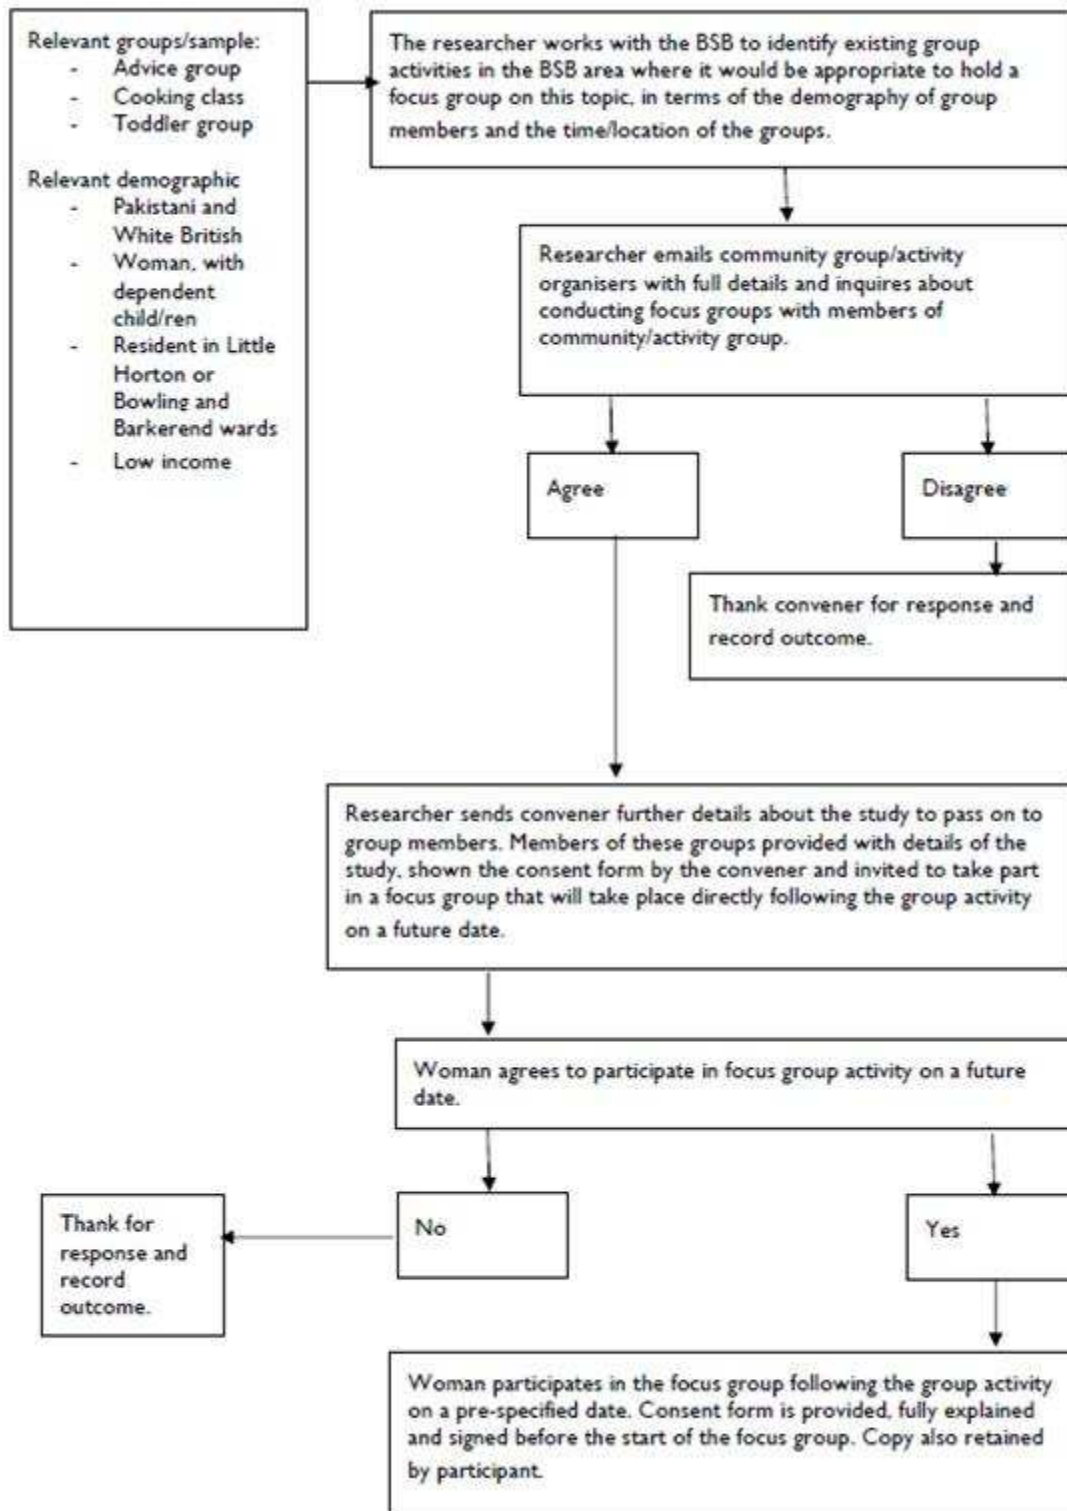 Relevant groups/sample:
- Advice group
- Cooking class
- Toddler group
Relevant demographic
- Pakistani and
White British
- Woman, with
dependent
child/ren
- Resident in Little
Horton or
Bowling and
Barkerend wards
- Low income
The researcher works with the BSB to identify existing group
activities in the BSB area where it would be appropriate to hold a
focus group on this topic, in terms of the demography of group
members and the time/location of the groups.
Researcher emails community group/activity
organisers with full details and inquires about
conducting focus groups with members of
community/activity group.
Agree
Disagree
Thank convener for response and
record outcome.
Researcher sends convener further details about the study to pass on to
group members. Members of these groups provided with details of the
study, shown the consent form by the convener and invited to take part
in a focus group that will take place directly following the group activity
on a future date.
Woman agrees to participate in focus group activity on a future
date.
No
Yes
Thank for
response and
record
outcome.
Woman participates in the focus group following the group activity
on a pre-specified date. Consent form is provided, fully explained
and signed before the start of the focus group. Copy also retained
by participant.